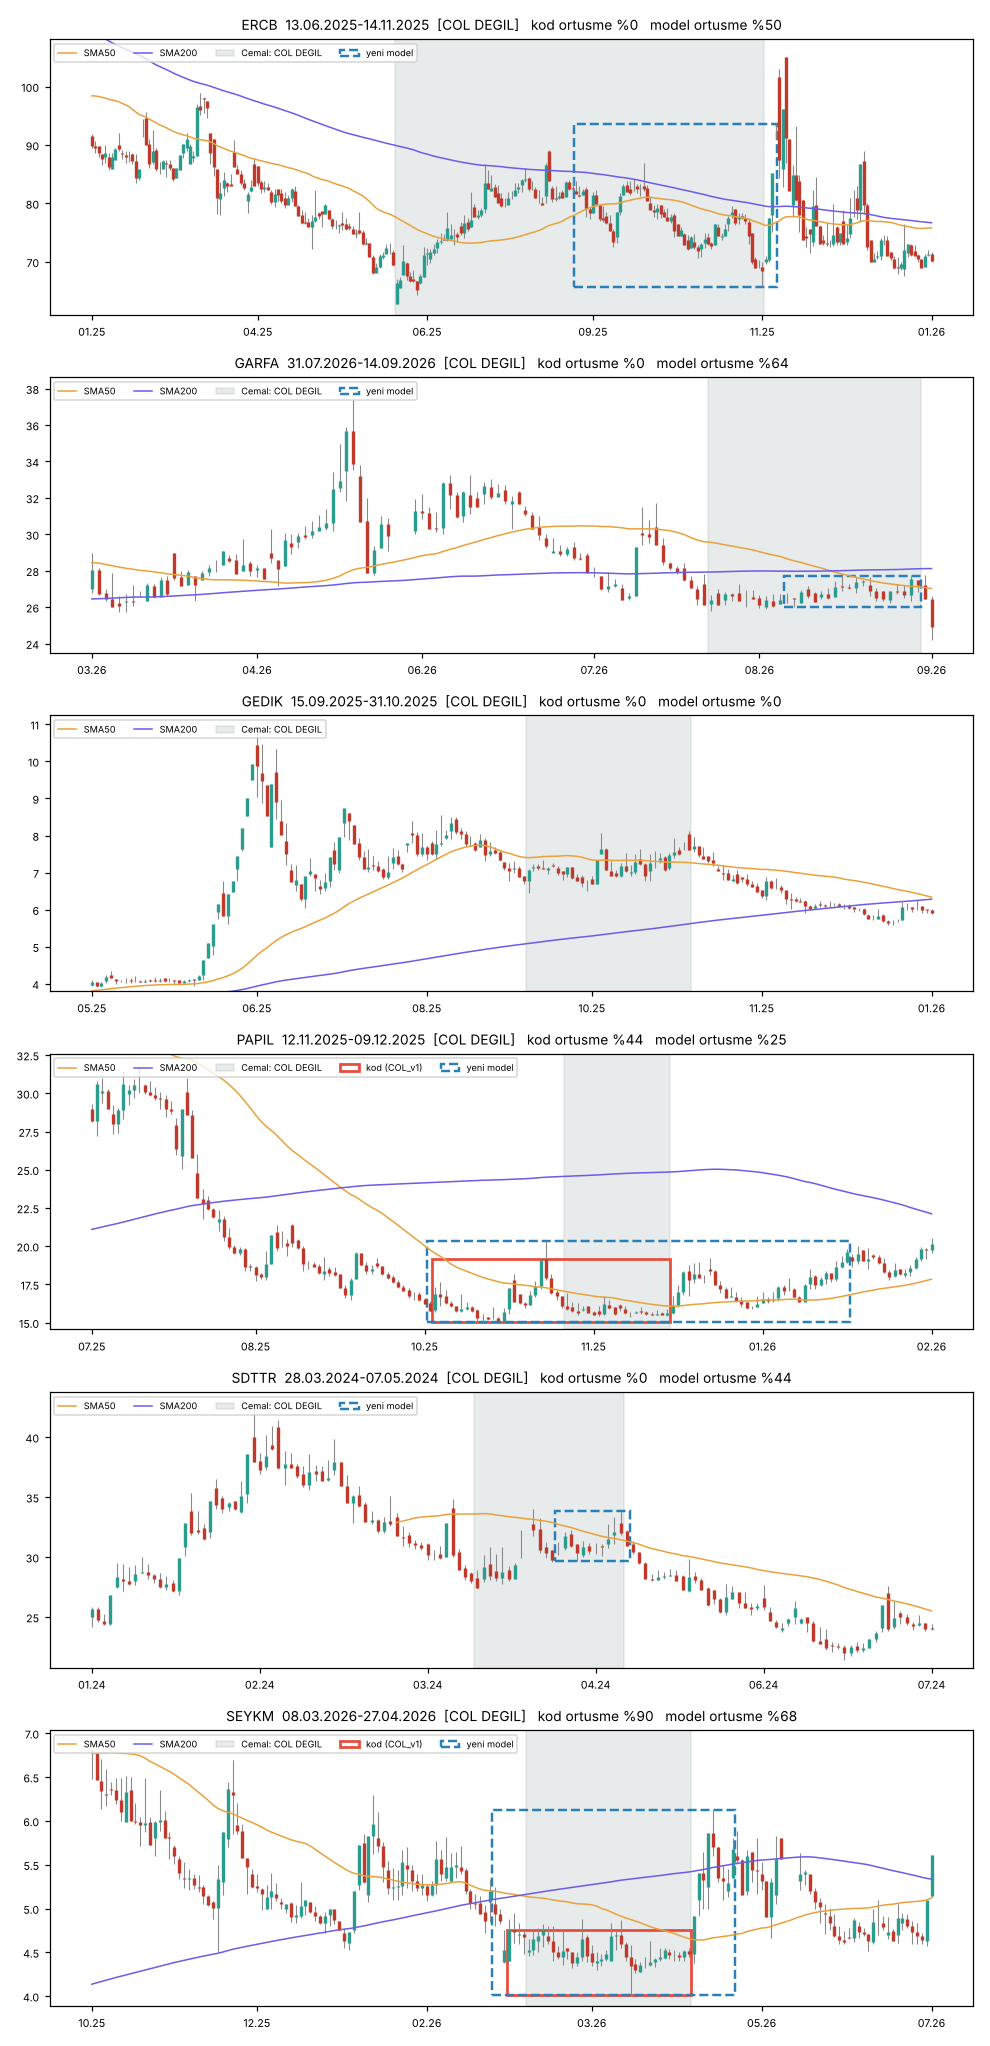 ERCB 13.06.2025-14.11.2025 [COL DEGIL] kod ortusme %0 model ortusme %50
SMA50 SMA200 Cemal: COL DEGIL yeni model
100
90
80
70
01.25 04.25 06.25 09.25 11.25 01.26
GARFA 31.07.2026-14.09.2026 [COL DEGIL] kod ortusme %0 model ortusme %64
SMA50 SMA200 Cemal: COL DEGIL yeni model
38
36
34
32
30
28
26
24
03.26 04.26 06.26 07.26 08.26 09.26
GEDIK 15.09.2025-31.10.2025 [COL DEGIL] kod ortusme %0 model ortusme %0
SMA50 SMA200 Cemal: COL DEGIL
11
10
9
8
7
6
5
4
05.25 06.25 08.25 10.25 11.25 01.26
PAPIL 12.11.2025-09.12.2025 [COL DEGIL] kod ortusme %44 model ortusme %25
SMA50 SMA200 Cemal: COL DEGIL kod (COL_v1) yeni model
32.5
30.0
27.5
25.0
22.5
20.0
17.5
15.0
07.25 08.25 10.25 11.25 01.26 02.26
SDTTR 28.03.2024-07.05.2024 [COL DEGIL] kod ortusme %0 model ortusme %44
SMA50 SMA200 Cemal: COL DEGIL yeni model
40
35
30
25
01.24 02.24 03.24 04.24 06.24 07.24
SEYKM 08.03.2026-27.04.2026 [COL DEGIL] kod ortusme %90 model ortusme %68
SMA50 SMA200 Cemal: COL DEGIL kod (COL_v1) yeni model
7.0
6.5
6.0
5.5
5.0
4.5
4.0
10.25 12.25 02.26 03.26 05.26 07.26